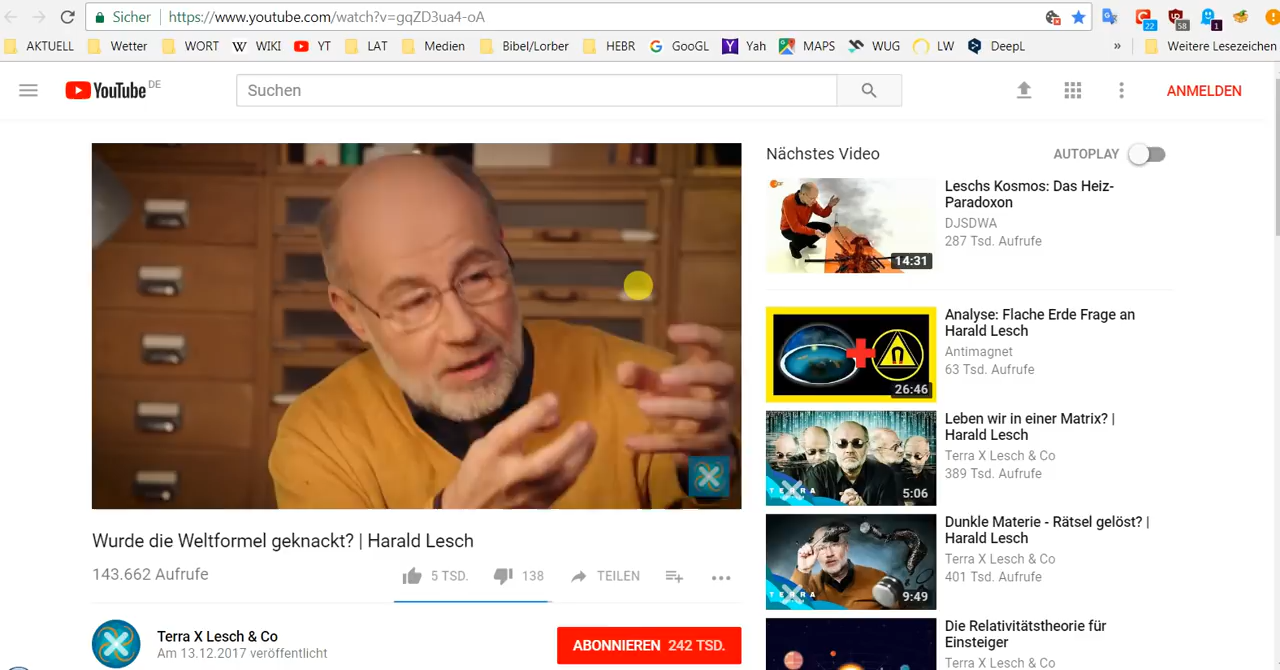 Sicher https://www.youtube.com/watch?v=gqZD3ua4-oA
22 58 1
AKTUELL Wetter WORT W WIKI YT LAT Medien Bibel/Lorber HEBR G GooGL Y Yah MAPS WUG LW DeepL » Weitere Lesezeichen
YouTube DE
Suchen
ANMELDEN
Wurde die Weltformel geknackt? | Harald Lesch
143.662 Aufrufe
5 TSD. 138 TEILEN
Terra X Lesch & Co
Am 13.12.2017 veröffentlicht
ABONNIEREN 242 TSD.
Nächstes Video
AUTOPLAY
14:31
Leschs Kosmos: Das Heiz-
Paradoxon
DJSDWA
287 Tsd. Aufrufe
26:46
Analyse: Flache Erde Frage an
Harald Lesch
Antimagnet
63 Tsd. Aufrufe
TERRA
5:06
Leben wir in einer Matrix? |
Harald Lesch
Terra X Lesch & Co
389 Tsd. Aufrufe
TERRA
9:49
Dunkle Materie - Rätsel gelöst? |
Harald Lesch
Terra X Lesch & Co
401 Tsd. Aufrufe
Die Relativitätstheorie für
Einsteiger
Terra X Lesch & Co